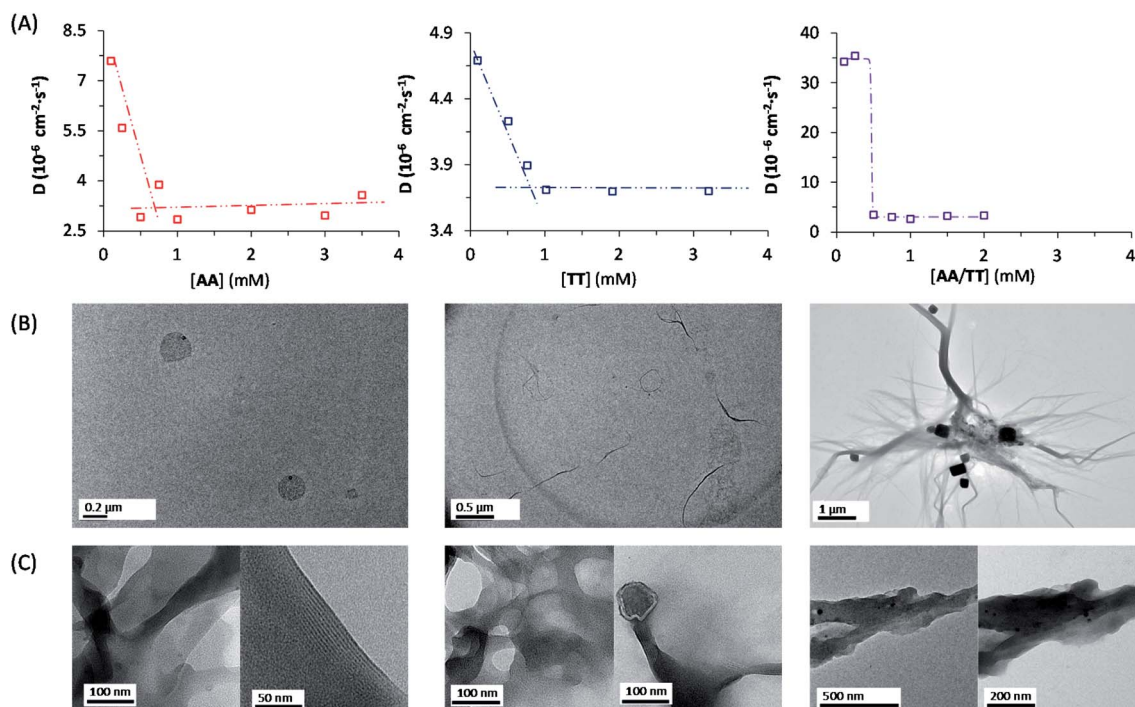 (A)
8.5
7
5.5
4
2.5
D (10⁻⁶ cm⁻²·s⁻¹)
0 1 2 3 4
[AA] (mM)
4.9
4.4
3.9
3.4
D (10⁻⁶ cm⁻²·s⁻¹)
0 1 2 3 4
[TT] (mM)
40
30
20
10
0
D (10⁻⁶ cm⁻²·s⁻¹)
0 1 2 3 4
[AA/TT] (mM)
(B)
0.2 µm
0.5 µm
1 µm
(C)
100 nm
50 nm
100 nm
100 nm
500 nm
200 nm